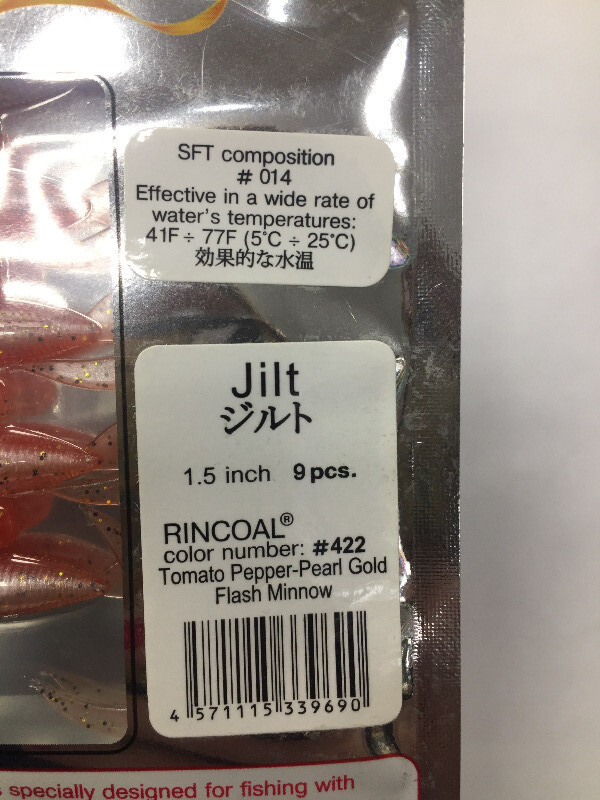 SFT composition
# 014
Effective in a wide rate of
water's temperatures:
41F ÷ 77F (5°C ÷ 25°C)
効果的な水温
Jilt
ジルト
1.5 inch 9pcs.
RINCOAL®
color number: #422
Tomato Pepper-Pearl Gold
Flash Minnow
4 571115 339690
specially designed for fishing with